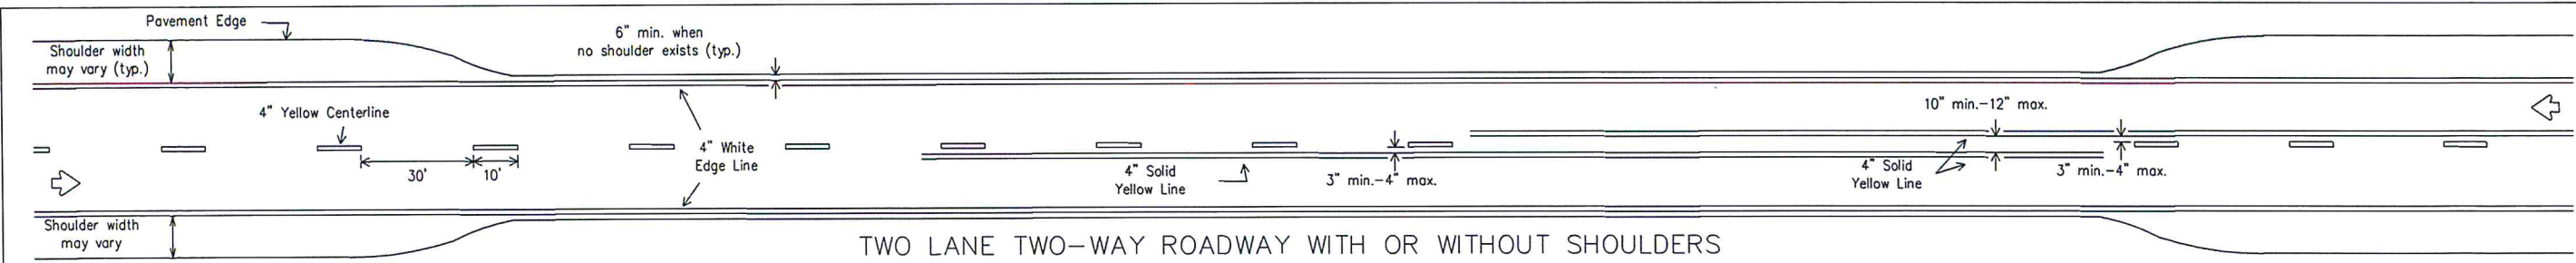 Pavement Edge
Shoulder width
may vary (typ.)
6" min. when
no shoulder exists (typ.)
4" Yellow Centerline
30'
10'
4" White
Edge Line
4" Solid
Yellow Line
3" min.-4" max.
10" min.-12" max.
4" Solid
Yellow Line
3" min.-4" max.
Shoulder width
may vary
TWO LANE TWO-WAY ROADWAY WITH OR WITHOUT SHOULDERS